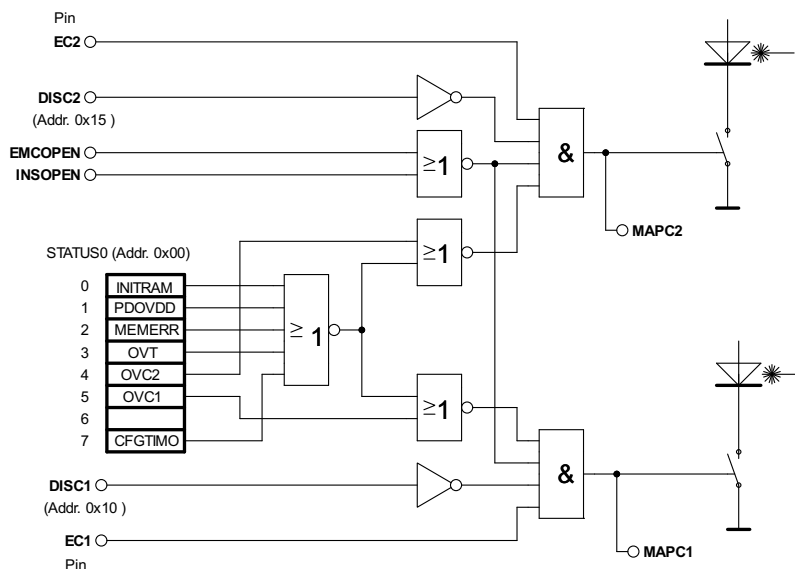 Pin
EC2
DISC2
(Addr. 0x15 )
EMCOPEN
INSOPEN
≥1
&
MAPC2
≥1
STATUS0 (Addr. 0x00)
0 INITRAM
1 PDOVDD
2 MEMERR
3 OVT
4 OVC2
5 OVC1
6
7 CFGTIMO
≥ 1
≥1
&
DISC1
(Addr. 0x10 )
EC1
Pin
MAPC1